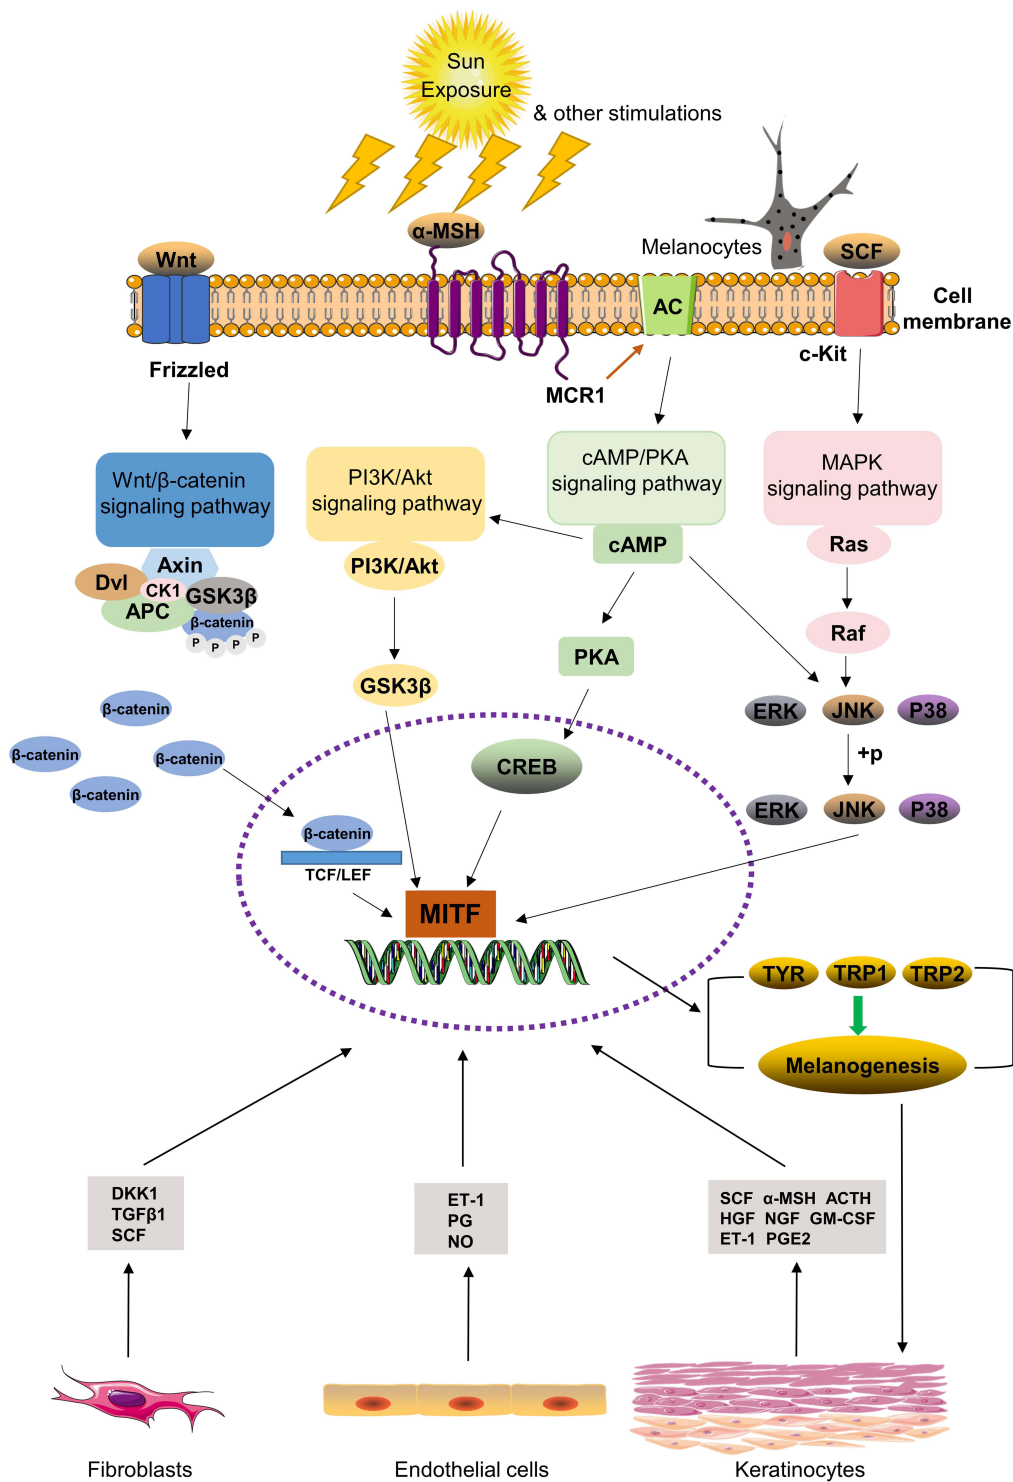 Sun
Exposure
& other stimulations
α-MSH
Melanocytes
Wnt
SCF
AC
Cell
membrane
Frizzled
MCR1
c-Kit
Wnt/β-catenin
signaling pathway
PI3K/Akt
signaling pathway
cAMP/PKA
signaling pathway
MAPK
signaling pathway
Axin
Dvl
CK1
GSK3β
APC
β-catenin
P
P
P
P
PI3K/Akt
cAMP
Ras
Raf
PKA
GSK3β
β-catenin
β-catenin
β-catenin
β-catenin
ERK
JNK
P38
+p
ERK
JNK
P38
CREB
β-catenin
TCF/LEF
MITF
TYR
TRP1
TRP2
Melanogenesis
DKK1
TGFβ1
SCF
ET-1
PG
NO
SCF α-MSH ACTH
HGF NGF GM-CSF
ET-1 PGE2
Fibroblasts
Endothelial cells
Keratinocytes